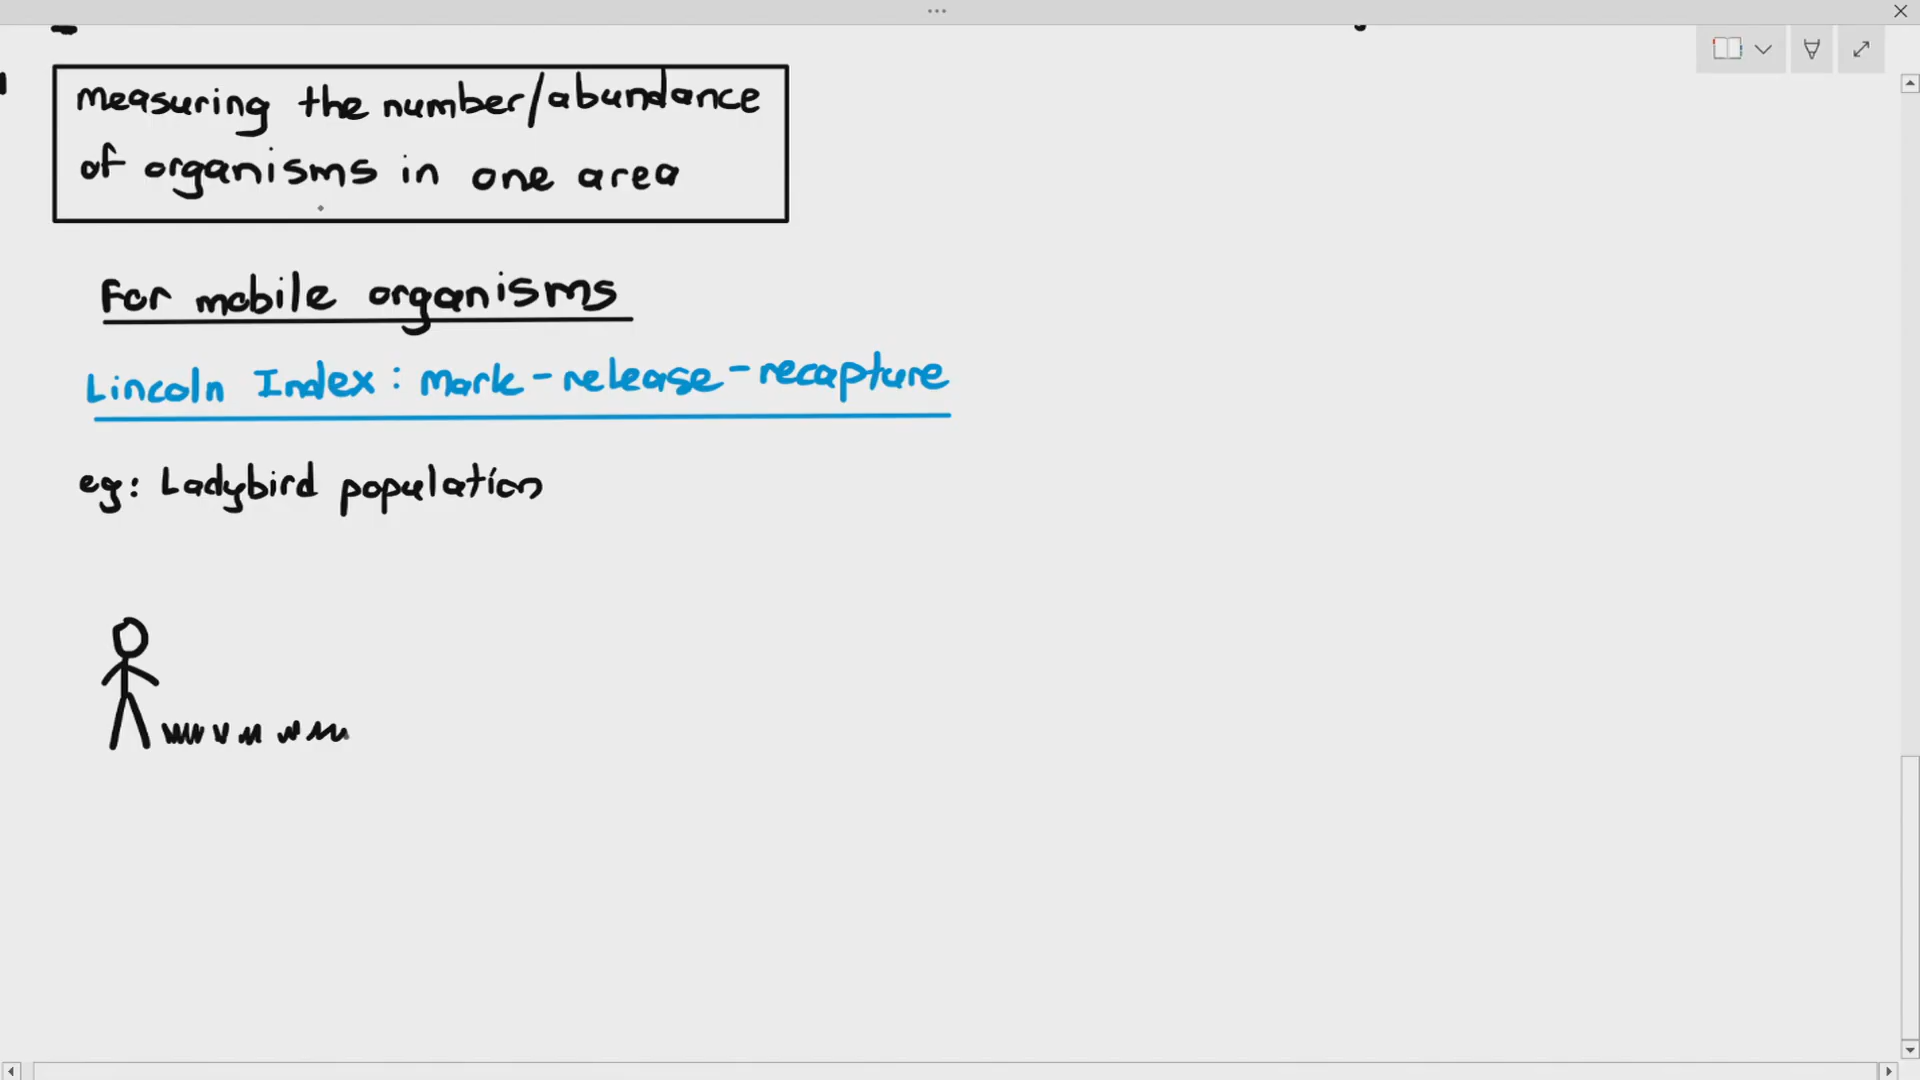 measuring the number/abundance
of organisms in one area
For mobile organisms
Lincoln Index: mark-release-recapture
eg: Ladybird population